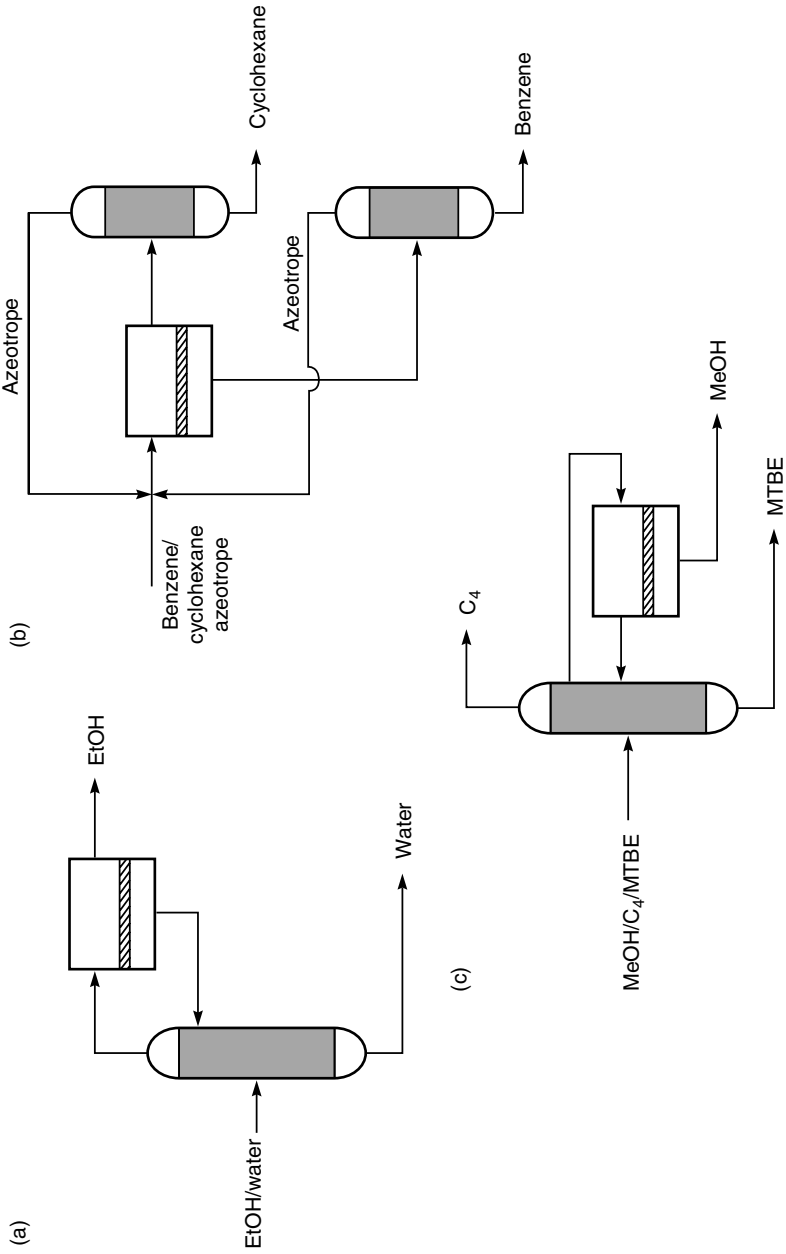 (a)
EtOH/water
EtOH
Water
(b)
Azeotrope
Benzene/
cyclohexane
azeotrope
Azeotrope
Cyclohexane
Benzene
(c)
MeOH/C₄/MTBE
C₄
MeOH
MTBE